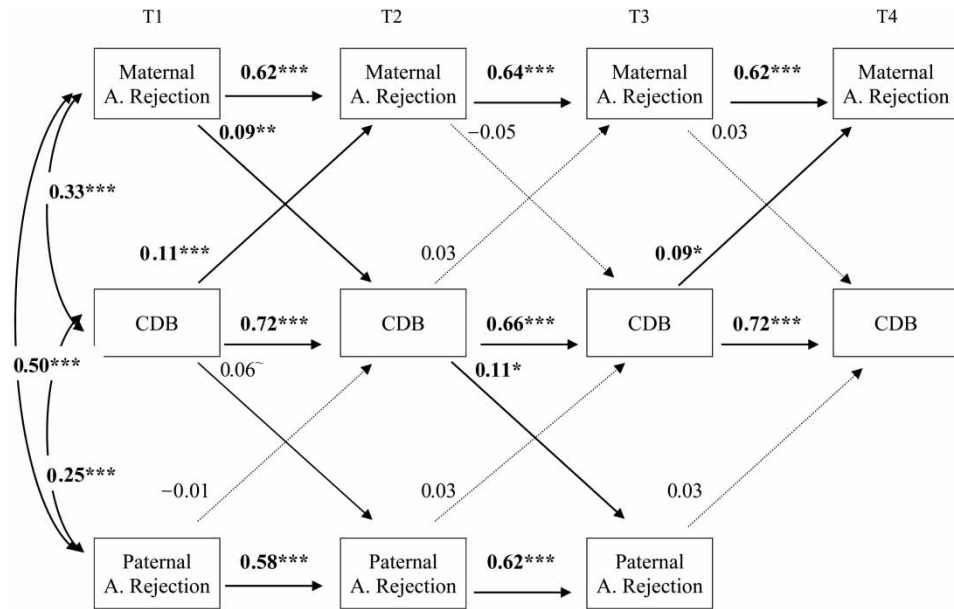 T1 T2 T3 T4
Maternal A. Rejection
0.62***
Maternal A. Rejection
0.64***
Maternal A. Rejection
0.62***
Maternal A. Rejection
0.09**
−0.05
0.03
0.33***
0.11***
0.03
0.09*
CDB
0.72***
CDB
0.66***
CDB
0.72***
CDB
0.50***
0.06~
0.11*
0.25***
−0.01
0.03
0.03
Paternal A. Rejection
0.58***
Paternal A. Rejection
0.62***
Paternal A. Rejection